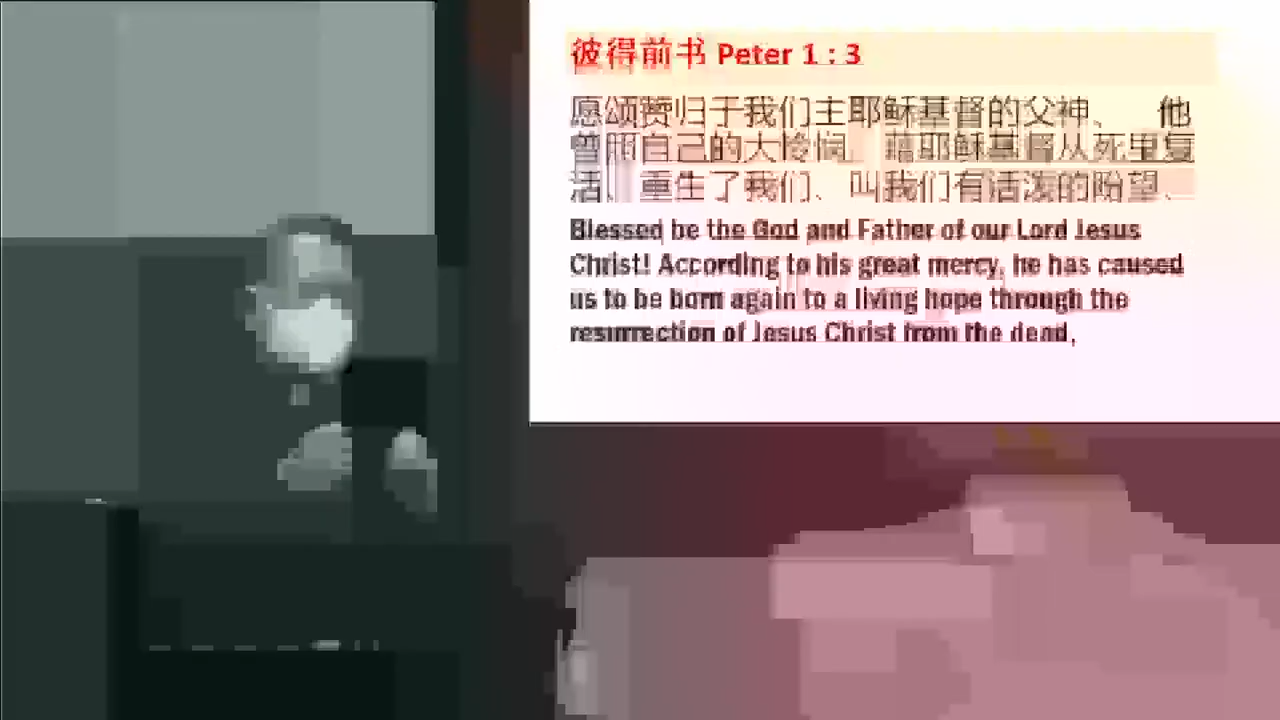 彼得前书 Peter 1 : 3
愿颂赞归于我们主耶稣基督的父神、 他
曾照自己的大怜悯、 藉耶稣基督从死里复
活、重生了我们、叫我们有活泼的盼望、
Blessed be the God and Father of our Lord Jesus
Christ! According to his great mercy, he has caused
us to be born again to a living hope through the
resurrection of Jesus Christ from the dead,